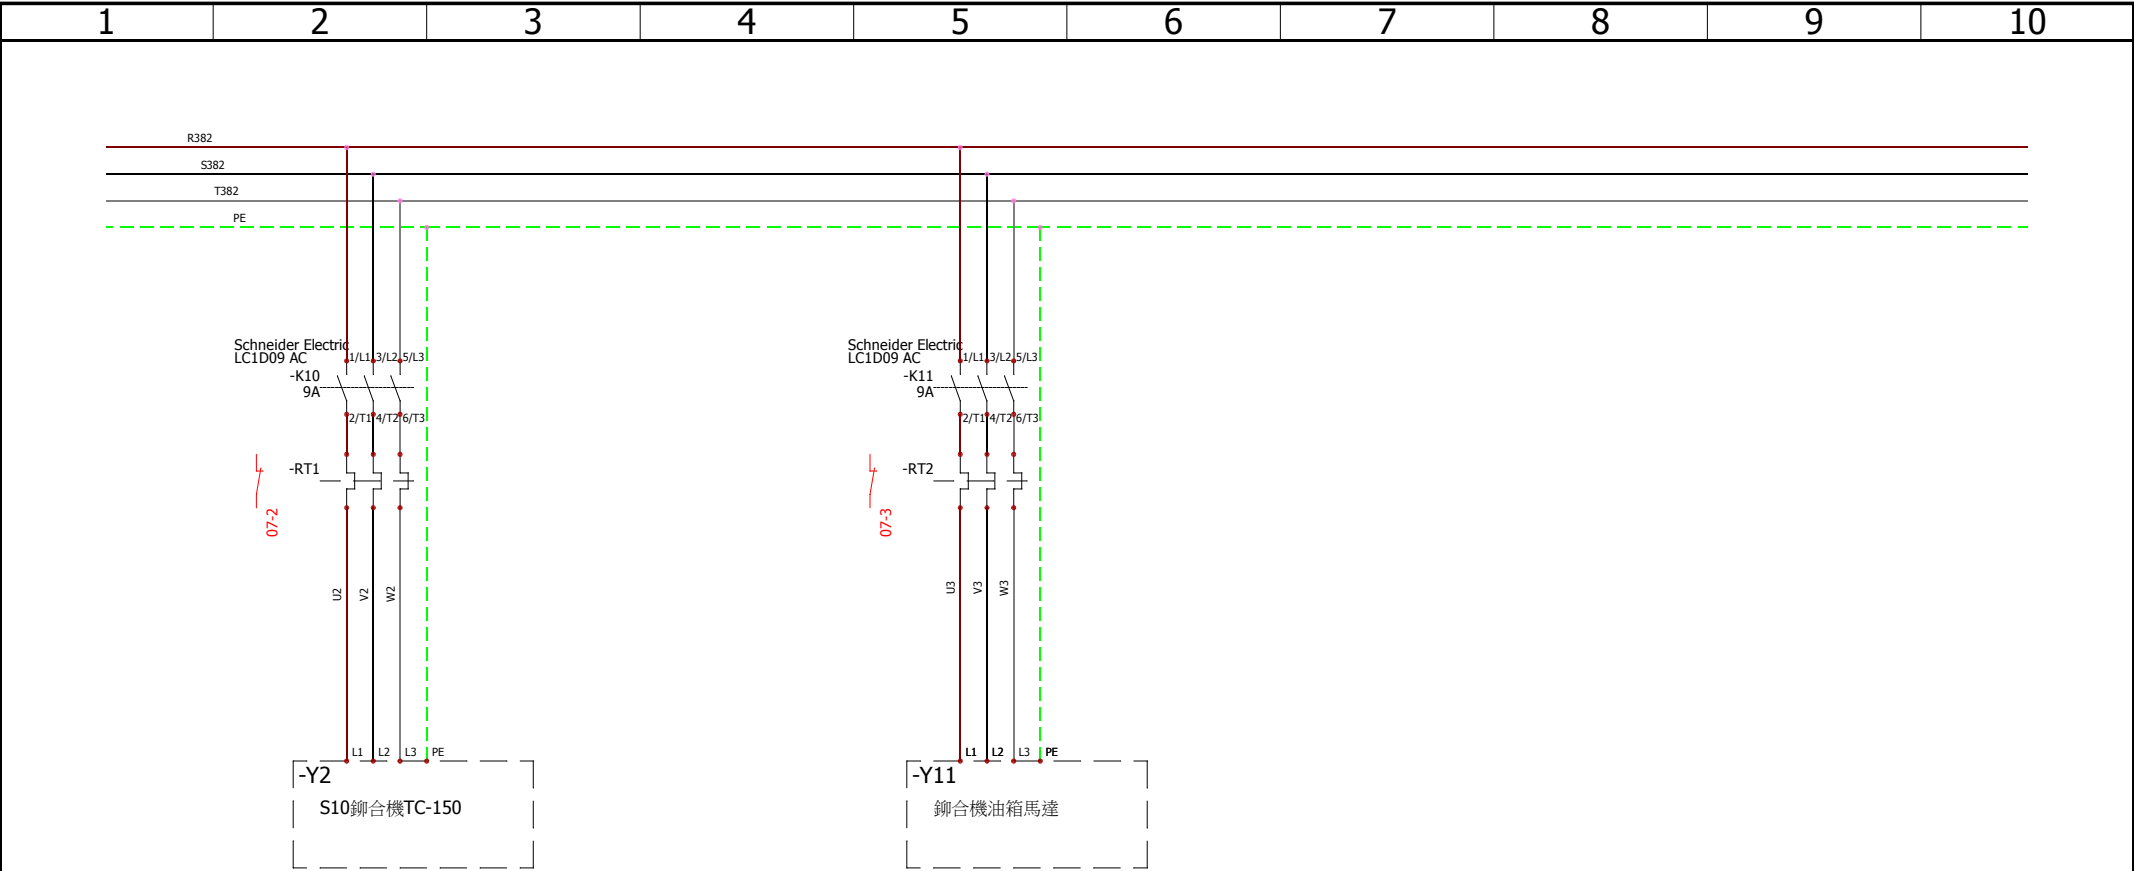 1 2 3 4 5 6 7 8 9 10
R382
S382
T382
PE
Schneider Electric
LC1D09 AC
1/L1 3/L2 5/L3
-K10
9A
2/T1 4/T2 6/T3
-RT1
07-2
U2 V2 W2
L1 L2 L3 PE
-Y2
S10鉚合機TC-150
Schneider Electric
LC1D09 AC
1/L1 3/L2 5/L3
-K11
9A
2/T1 4/T2 6/T3
-RT2
07-3
U3 V3 W3
L1 L2 L3 PE
-Y11
鉚合機油箱馬達